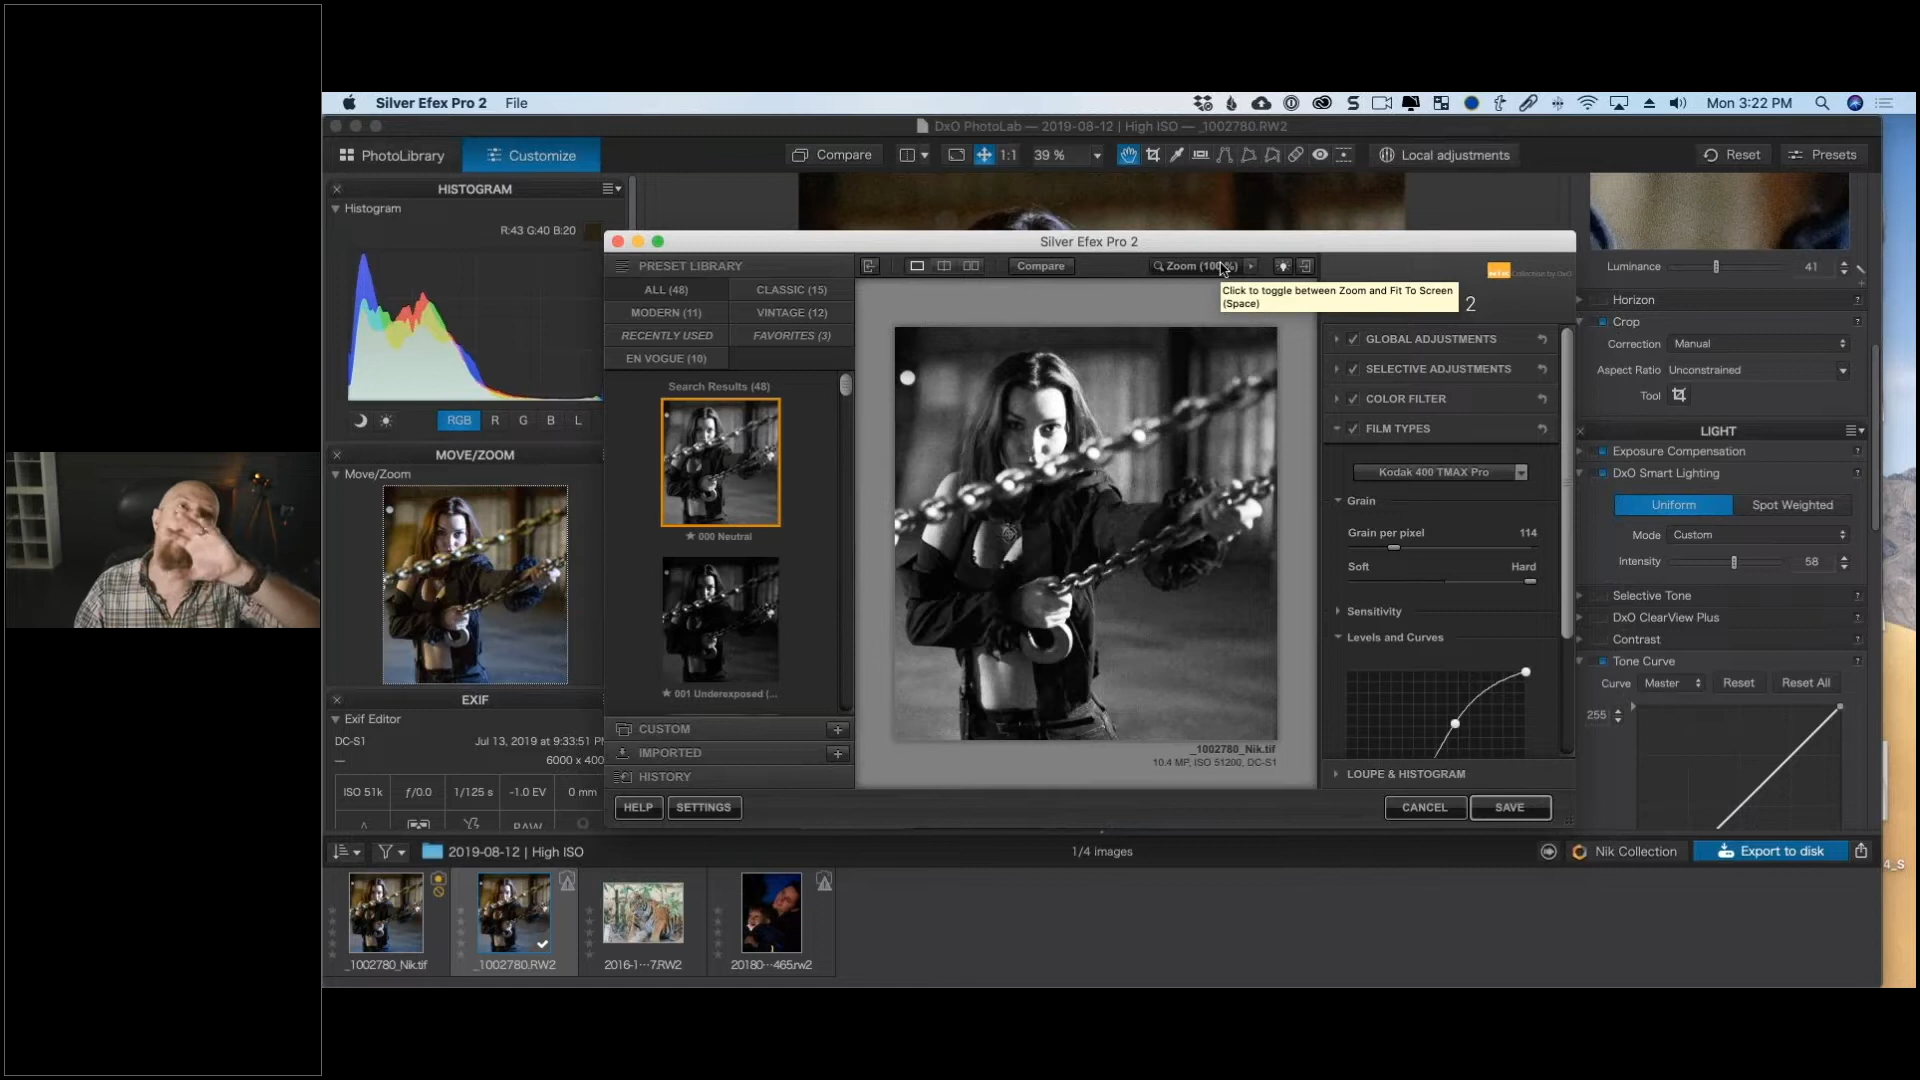 Silver Efex Pro 2 File
Mon 3:22 PM
DxO PhotoLab — 2019-08-12 | High ISO — _1002780.RW2
PhotoLibrary Customize Compare 1:1 39 % Local adjustments Reset Presets
HISTOGRAM
Histogram
R:43 G:40 B:20
RGB R G B L
MOVE/ZOOM
Move/Zoom
EXIF
Exif Editor
DC-S1
Jul 13, 2019 at 9:33:51
6000 x 400
ISO 51k ƒ/0.0 1/125 s -1.0 EV 0 mm
RAW
Silver Efex Pro 2
PRESET LIBRARY
ALL (48) CLASSIC (15)
MODERN (11) VINTAGE (12)
RECENTLY USED FAVORITES (3)
EN VOGUE (10)
Search Results (48)
★ 000 Neutral
★ 001 Underexposed (...
CUSTOM
IMPORTED
HISTORY
HELP SETTINGS
Compare Zoom (100 %)
Click to toggle between Zoom and Fit To Screen
(Space)
_1002780_Nik.tif
10.4 MP, ISO 51200, DC-S1
Collection by DxO
2
GLOBAL ADJUSTMENTS
SELECTIVE ADJUSTMENTS
COLOR FILTER
FILM TYPES
Kodak 400 TMAX Pro
Grain
Grain per pixel 114
Soft Hard
Sensitivity
Levels and Curves
LOUPE & HISTOGRAM
CANCEL SAVE
Luminance 41
Horizon
Crop
Correction Manual
Aspect Ratio Unconstrained
Tool
LIGHT
Exposure Compensation
DxO Smart Lighting
Uniform Spot Weighted
Mode Custom
Intensity 58
Selective Tone
DxO ClearView Plus
Contrast
Tone Curve
Curve Master Reset Reset All
255
2019-08-12 | High ISO
1/4 images
Nik Collection Export to disk
_1002780_Nik.tif
_1002780.RW2
2016-1···7.RW2
20180···465.rw2
4_S